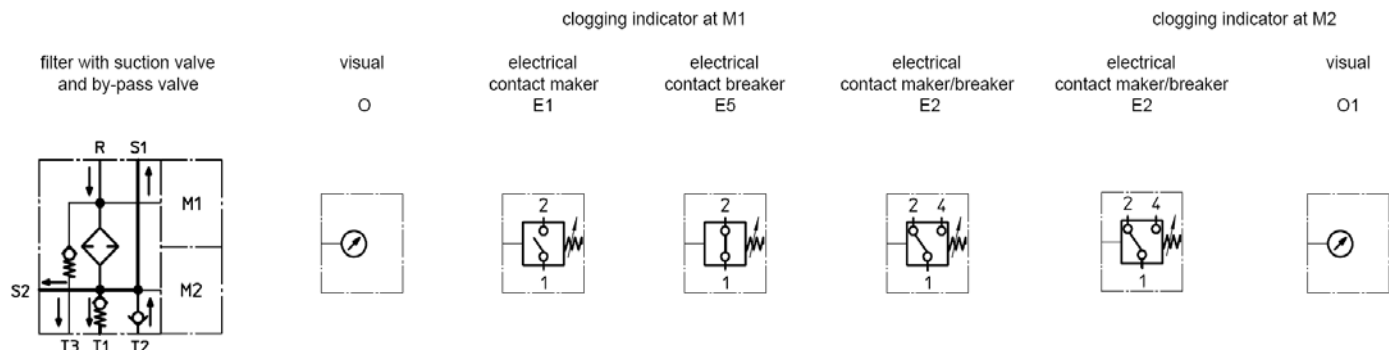 clogging indicator at M1
clogging indicator at M2
filter with suction valve
and by-pass valve
visual
O
electrical
contact maker
E1
electrical
contact breaker
E5
electrical
contact maker/breaker
E2
electrical
contact maker/breaker
E2
visual
O1
R S1
M1
S2
M2
T3 T1 T2
2
1
2
1
2 4
1
2 4
1